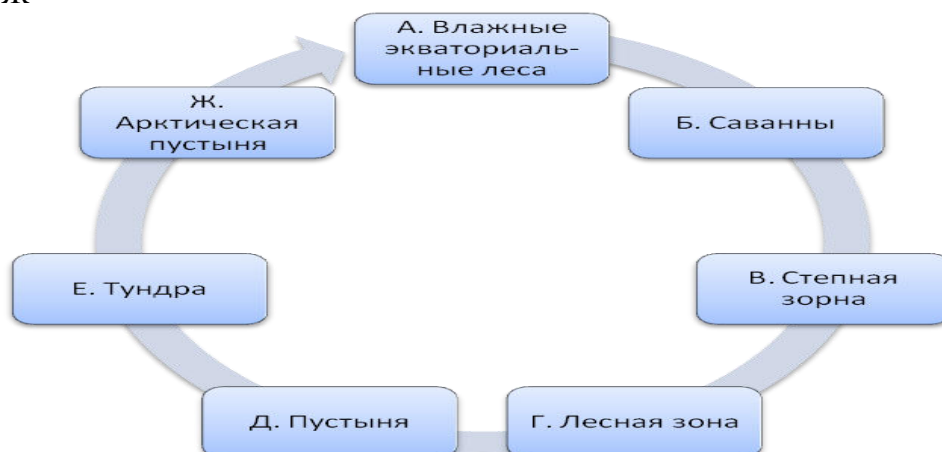 А. Влажные
экваториаль-
ные леса
Б. Саванны
В. Степная
зорна
Г. Лесная зона
Д. Пустыня
Е. Тундра
Ж.
Арктическая
пустыня